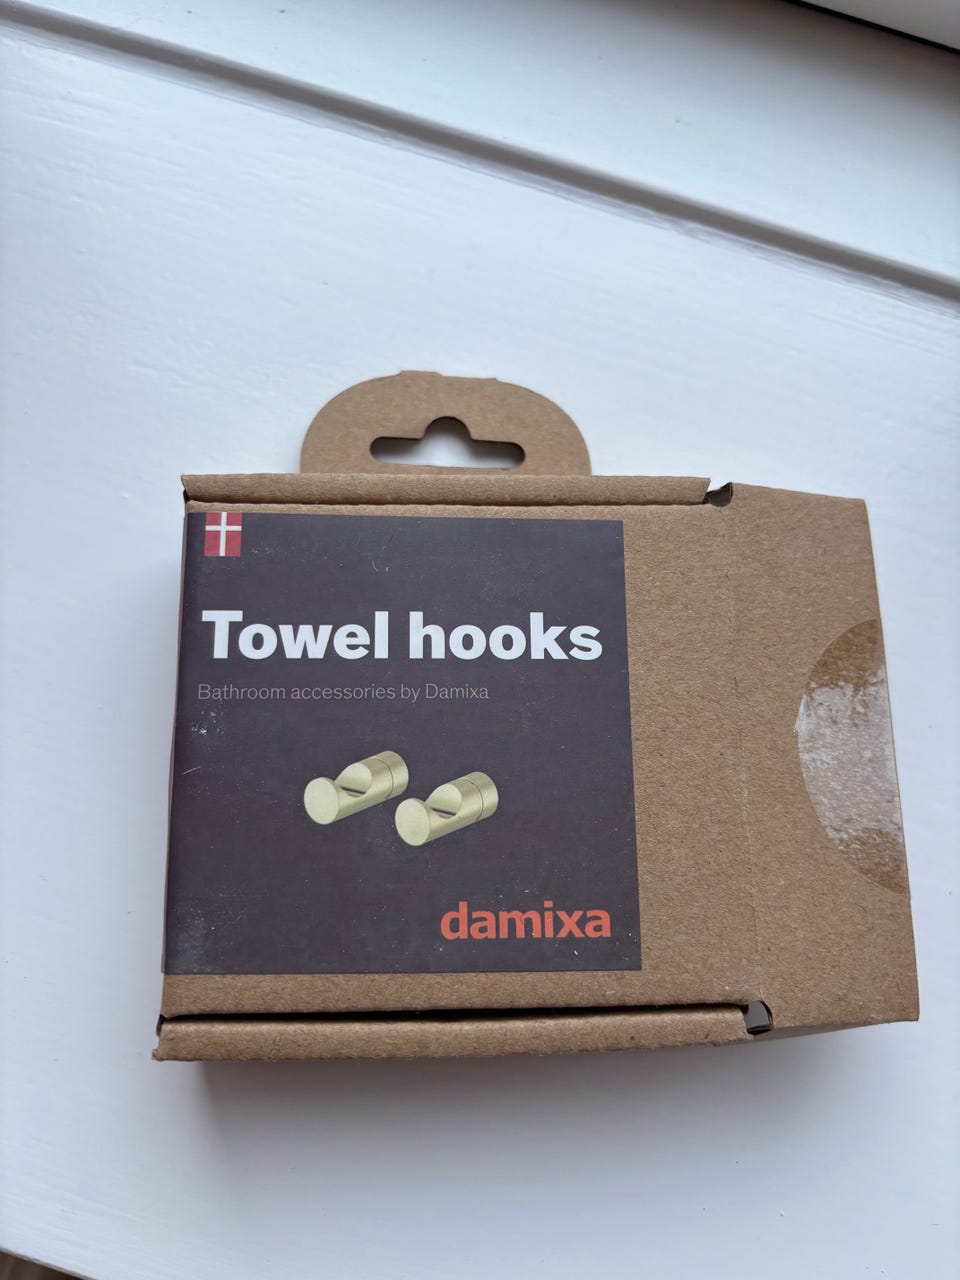 Towel hooks
Bathroom accessories by Damixa
damixa